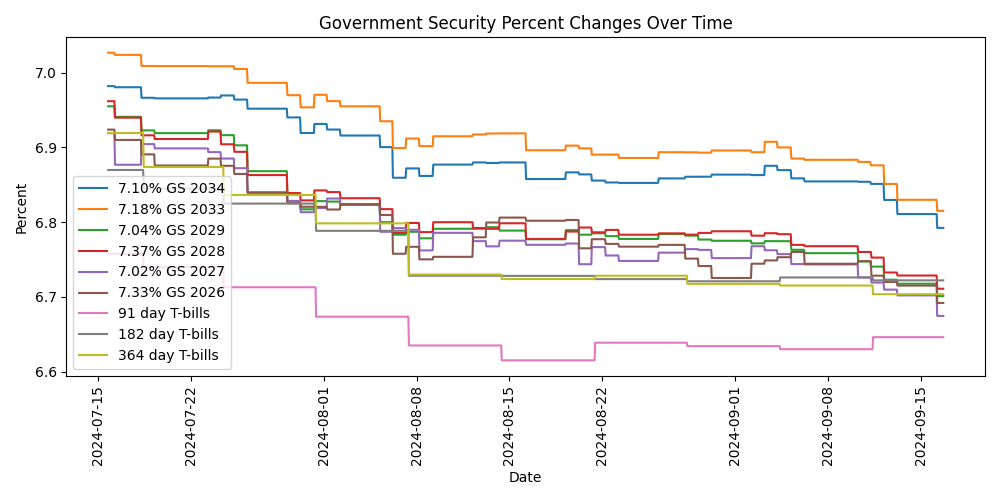 Government Security Percent Changes Over Time
Percent
7.0
6.9
6.8
6.7
6.6
7.10% GS 2034
7.18% GS 2033
7.04% GS 2029
7.37% GS 2028
7.02% GS 2027
7.33% GS 2026
91 day T-bills
182 day T-bills
364 day T-bills
2024-07-15
2024-07-22
2024-08-01
2024-08-08
2024-08-15
2024-08-22
2024-09-01
2024-09-08
2024-09-15
Date